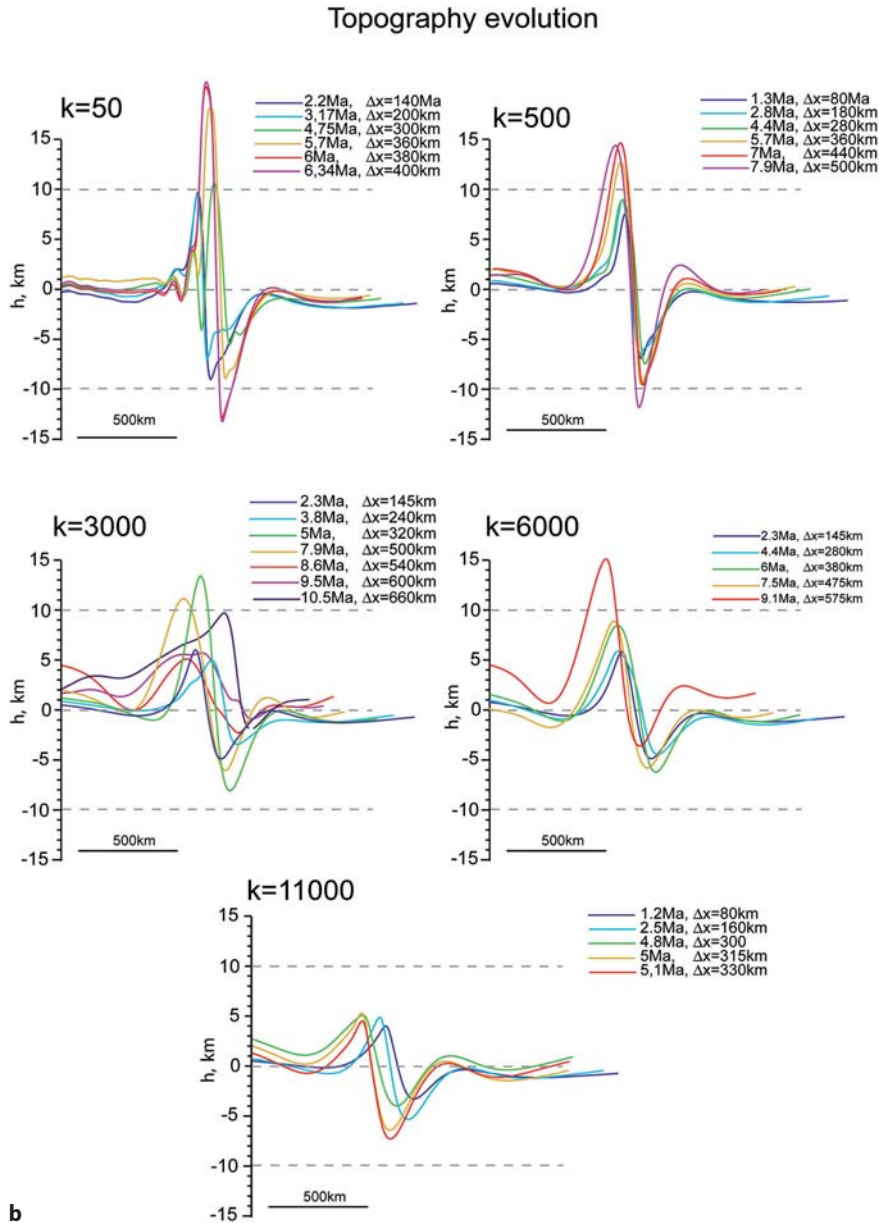 Topography evolution
k=50
2.2Ma, Δx=140Ma
3,17Ma, Δx=200km
4,75Ma, Δx=300km
5,7Ma, Δx=360km
6Ma, Δx=380km
6,34Ma, Δx=400km
15
10
5
0
-5
-10
-15
h, km
500km
k=500
1.3Ma, Δx=80Ma
2.8Ma, Δx=180km
4.4Ma, Δx=280km
5.7Ma, Δx=360km
7Ma, Δx=440km
7.9Ma, Δx=500km
15
10
5
0
-5
-10
-15
h, km
500km
k=3000
2.3Ma, Δx=145km
3.8Ma, Δx=240km
5Ma, Δx=320km
7.9Ma, Δx=500km
8.6Ma, Δx=540km
9.5Ma, Δx=600km
10.5Ma, Δx=660km
15
10
5
0
-5
-10
-15
h, km
500km
k=6000
2.3Ma, Δx=145km
4.4Ma, Δx=280km
6Ma, Δx=380km
7.5Ma, Δx=475km
9.1Ma, Δx=575km
15
10
5
0
-5
-10
-15
h, km
500km
k=11000
1.2Ma, Δx=80km
2.5Ma, Δx=160km
4.8Ma, Δx=300
5Ma, Δx=315km
5,1Ma, Δx=330km
15
10
5
0
-5
-10
-15
h, km
500km
b